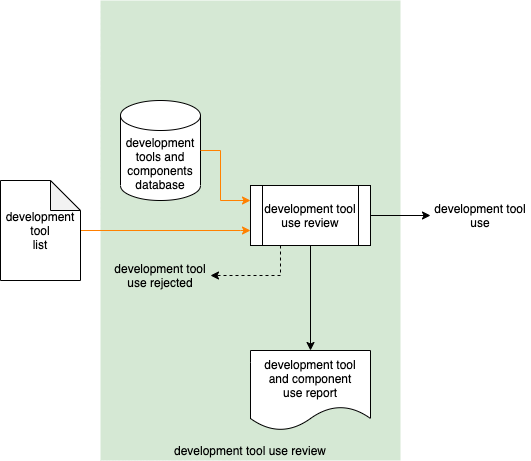 development
tools and
components
database
development
tool
list
development tool
use review
development tool
use
development tool
use rejected
development tool
and component
use report
development tool use review